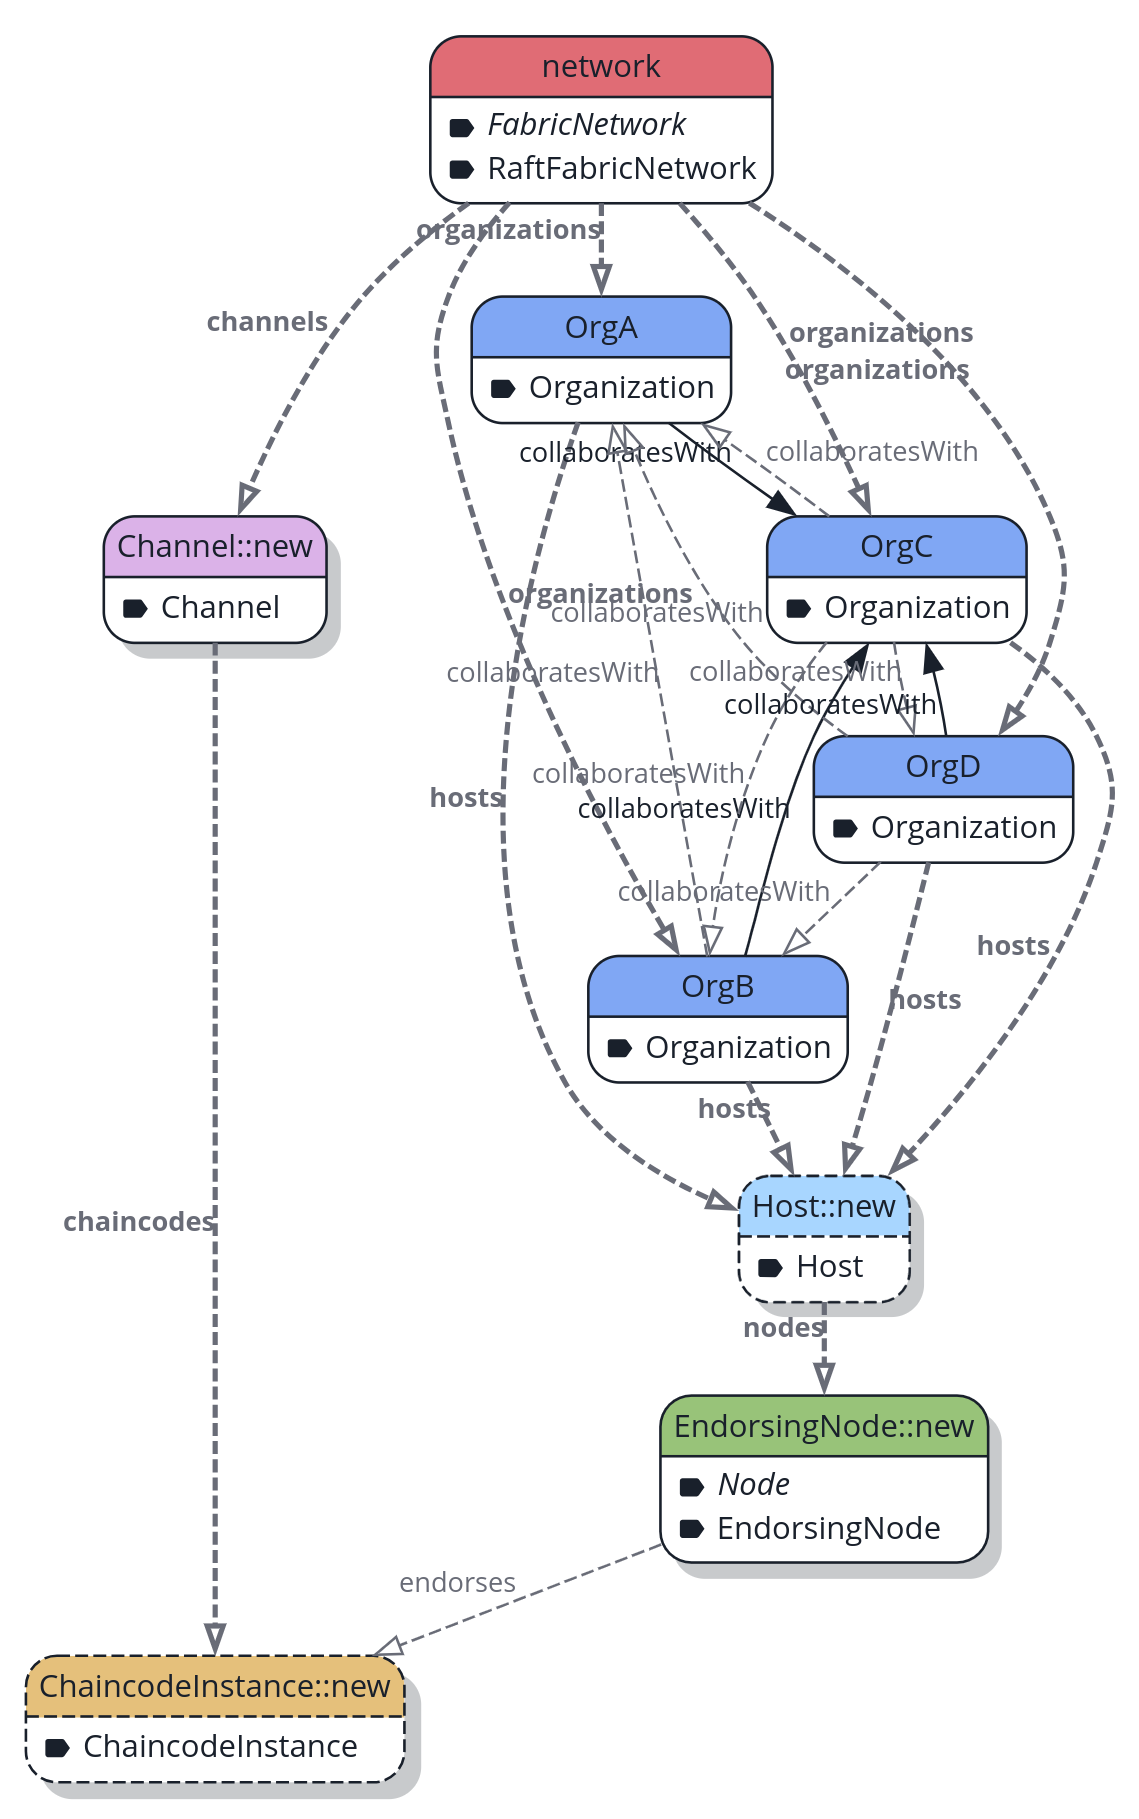 network
FabricNetwork
RaftFabricNetwork
organizations
channels
OrgA
Organization
organizations
organizations
collaboratesWith
collaboratesWith
Channel::new
Channel
OrgC
Organization
organizations
collaboratesWith
collaboratesWith
collaboratesWith
collaboratesWith
OrgD
Organization
collaboratesWith
hosts
collaboratesWith
collaboratesWith
hosts
hosts
OrgB
Organization
hosts
Host::new
Host
chaincodes
nodes
EndorsingNode::new
Node
EndorsingNode
endorses
ChaincodeInstance::new
ChaincodeInstance